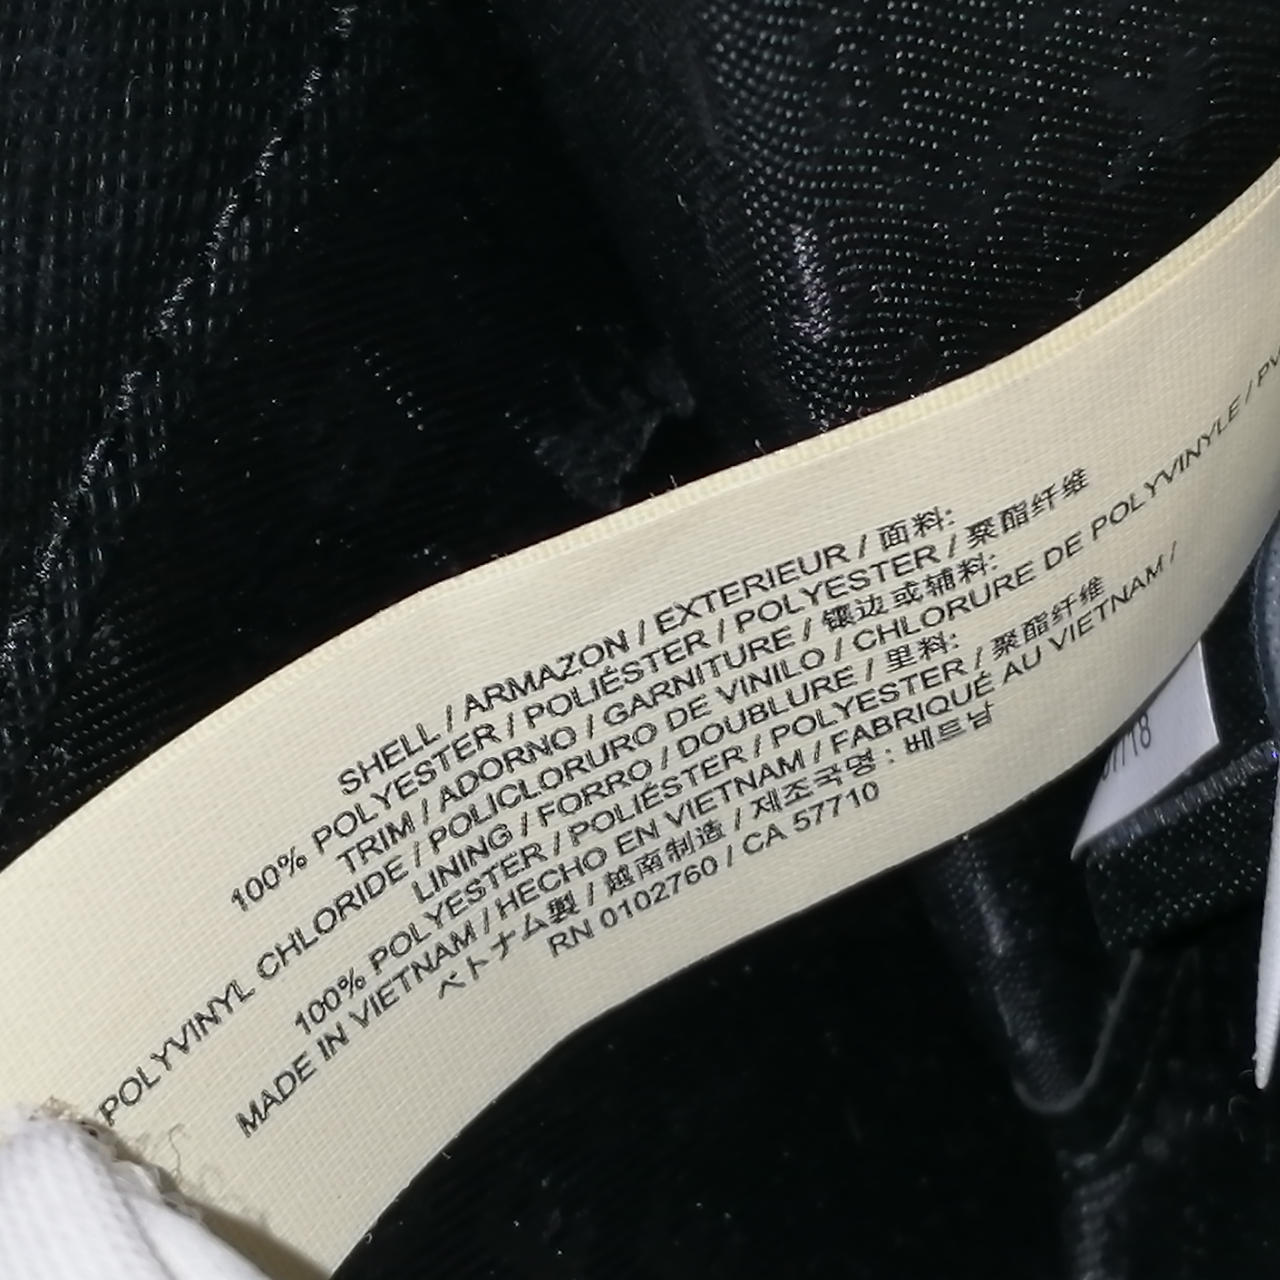 SHELL / ARMAZON / EXTERIEUR / 面料:
100% POLYESTER / POLIÉSTER / POLYESTER / 聚酯纤维
TRIM / ADORNO / GARNITURE / 镶边或辅料:
POLYVINYL CHLORIDE / POLICLORURO DE VINILO / CHLORURE DE POLYVINYLE /
LINING / FORRO / DOUBLURE / 里料:
100% POLYESTER / POLIÉSTER / POLYESTER / 聚酯纤维
MADE IN VIETNAM / HECHO EN VIETNAM / FABRIQUÉ AU VIETNAM /
ベトナム製 / 越南制造 / 제조국명 : 베트남
RN 0102760 / CA 57710